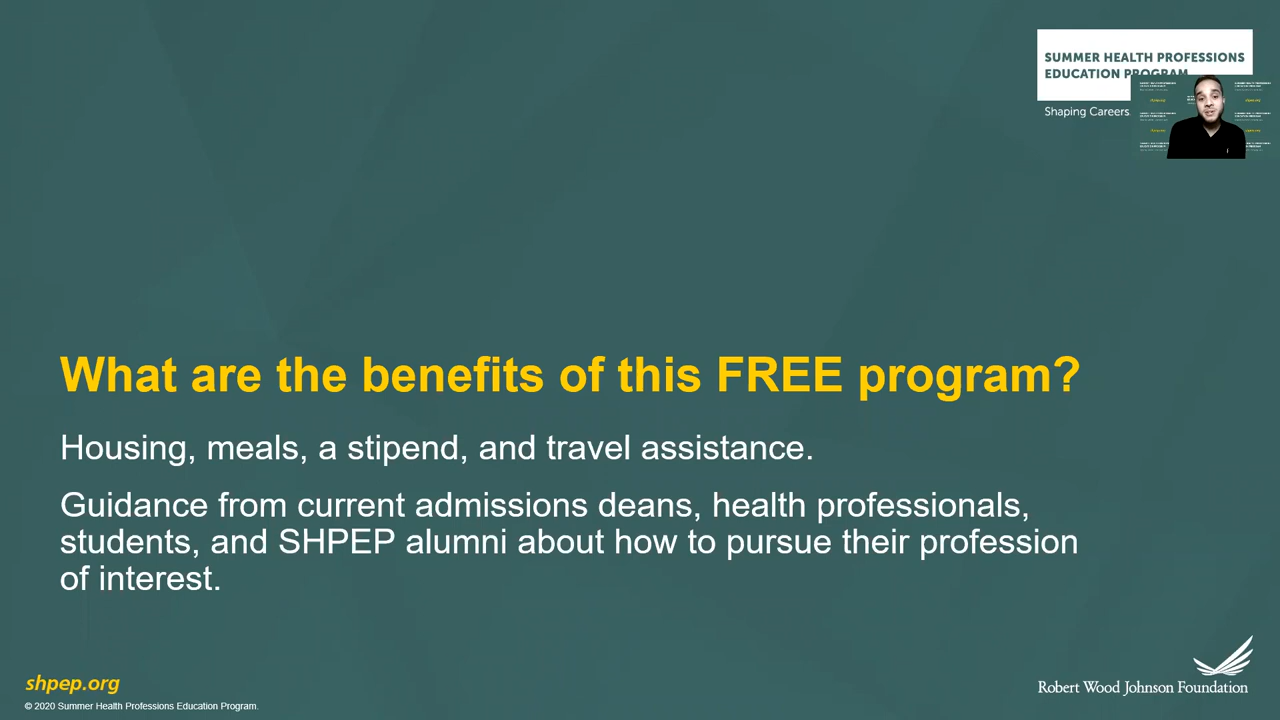 SUMMER HEALTH PROFESSIONS
EDUCATION PROGRAM
Shaping Careers
What are the benefits of this FREE program?
Housing, meals, a stipend, and travel assistance.
Guidance from current admissions deans, health professionals,
students, and SHPEP alumni about how to pursue their profession
of interest.
shpep.org
© 2020 Summer Health Professions Education Program.
Robert Wood Johnson Foundation